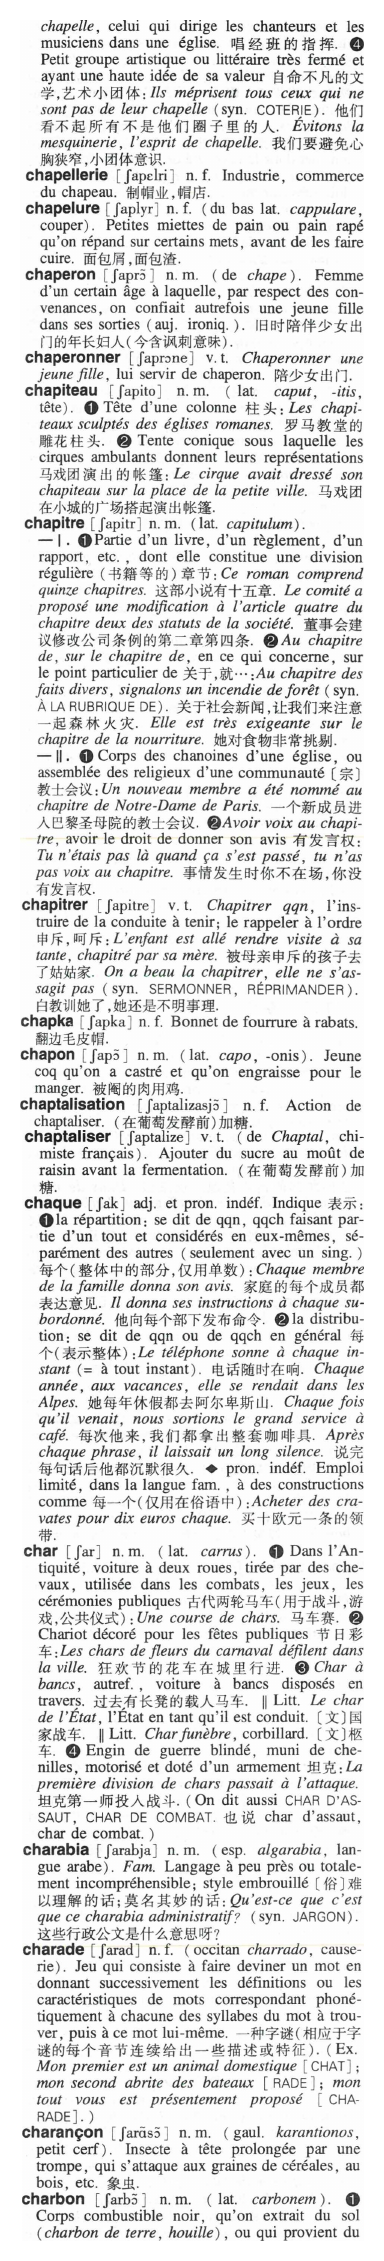 chapelle, celui qui dirige les chanteurs et les
musiciens dans une église. 唱经班的指挥. ❹
Petit groupe artistique ou littéraire très fermé et
ayant une haute idée de sa valeur 自命不凡的文
学,艺术小团体: Ils méprisent tous ceux qui ne
sont pas de leur chapelle (syn. COTERIE). 他们
看不起所有不是他们圈子里的人. Évitons la
mesquinerie, l'esprit de chapelle. 我们要避免心
胸狭窄,小团体意识.
chapellerie [ʃapɛlri] n. f. Industrie, commerce
du chapeau. 制帽业,帽店.
chapelure [ʃaplyr] n. f. (du bas lat. cappulare,
couper). Petites miettes de pain ou pain rapé
qu'on répand sur certains mets, avant de les faire
cuire. 面包屑,面包渣.
chaperon [ʃaprɔ̃] n. m. (de chape). Femme
d'un certain âge à laquelle, par respect des con-
venances, on confiait autrefois une jeune fille
dans ses sorties (auj. ironiq.). 旧时陪伴少女出
门的年长妇人(今含讽刺意味).
chaperonner [ʃaprɔne] v. t. Chaperonner une
jeune fille, lui servir de chaperon. 陪少女出门.
chapiteau [ʃapito] n. m. (lat. caput, -itis,
tête). ❶ Tête d'une colonne 柱头: Les chapi-
teaux sculptés des églises romanes. 罗马教堂的
雕花柱头. ❷ Tente conique sous laquelle les
cirques ambulants donnent leurs représentations
马戏团演出的帐篷: Le cirque avait dressé son
chapiteau sur la place de la petite ville. 马戏团
在小城的广场搭起演出帐篷.
chapitre [ʃapitr] n. m. (lat. capitulum).
—Ⅰ. ❶ Partie d'un livre, d'un règlement, d'un
rapport, etc., dont elle constitue une division
régulière (书籍等的)章节: Ce roman comprend
quinze chapitres. 这部小说有十五章. Le comité a
proposé une modification à l'article quatre du
chapitre deux des statuts de la société. 董事会建
议修改公司条例的第二章第四条. ❷ Au chapitre
de, sur le chapitre de, en ce qui concerne, sur
le point particulier de 关于,就…: Au chapitre des
faits divers, signalons un incendie de forêt (syn.
À LA RUBRIQUE DE). 关于社会新闻,让我们来注意
一起森林火灾. Elle est très exigeante sur le
chapitre de la nourriture. 她对食物非常挑剔.
—Ⅱ. ❶ Corps des chanoines d'une église, ou
assemblée des religieux d'une communauté 〔宗〕
教士会议: Un nouveau membre a été nommé au
chapitre de Notre-Dame de Paris. 一个新成员进
入巴黎圣母院的教士会议. ❷ Avoir voix au chapi-
tre, avoir le droit de donner son avis 有发言权:
Tu n'étais pas là quand ça s'est passé, tu n'as
pas voix au chapitre. 事情发生时你不在场,你没
有发言权.
chapitrer [ʃapitre] v. t. Chapitrer qqn, l'ins-
truire de la conduite à tenir; le rappeler à l'ordre
申斥,呵斥: L'enfant est allé rendre visite à sa
tante, chapitré par sa mère. 被母亲申斥的孩子去
了姑姑家. On a beau la chapitrer, elle ne s'as-
sagit pas (syn. SERMONNER, RÉPRIMANDER).
白教训她了,她还是不明事理.
chapka [ʃapka] n. f. Bonnet de fourrure à rabats.
翻边毛皮帽.
chapon [ʃapɔ̃] n. m. (lat. capo, -onis). Jeune
coq qu'on a castré et qu'on engraisse pour le
manger. 被阉的肉用鸡.
chaptalisation [ʃaptalizasjɔ̃] n. f. Action de
chaptaliser. (在葡萄发酵前)加糖.
chaptaliser [ʃaptalize] v. t. (de Chaptal, chi-
miste français). Ajouter du sucre au moût de
raisin avant la fermentation. (在葡萄发酵前)加
糖.
chaque [ʃak] adj. et pron. indéf. Indique 表示:
❶ la répartition: se dit de qqn, qqch faisant par-
tie d'un tout et considérés en eux-mêmes, sé-
parément des autres (seulement avec un sing.)
每个(整体中的部分,仅用单数): Chaque membre
de la famille donna son avis. 家庭的每个成员都
表达意见. Il donna ses instructions à chaque su-
bordonné. 他向每个部下发布命令. ❷ la distribu-
tion: se dit de qqn ou de qqch en général 每
个(表示整体): Le téléphone sonne à chaque in-
stant (= à tout instant). 电话随时在响. Chaque
année, aux vacances, elle se rendait dans les
Alpes. 她每年休假都去阿尔卑斯山. Chaque fois
qu'il venait, nous sortions le grand service à
café. 每次他来,我们都拿出整套咖啡具. Après
chaque phrase, il laissait un long silence. 说完
每句话后他都沉默很久. ◆ pron. indéf. Emploi
limité, dans la langue fam., à des constructions
comme 每一个(仅用在俗语中): Acheter des cra-
vates pour dix euros chaque. 买十欧元一条的领
带.
char [ʃar] n. m. (lat. carrus). ❶ Dans l'An-
tiquité, voiture à deux roues, tirée par des che-
vaux, utilisée dans les combats, les jeux, les
cérémonies publiques 古代两轮马车(用于战斗,游
戏,公共仪式): Une course de chars. 马车赛. ❷
Chariot décoré pour les fêtes publiques 节日彩
车: Les chars de fleurs du carnaval défilent dans
la ville. 狂欢节的花车在城里行进. ❸ Char à
bancs, autref., voiture à bancs disposés en
travers. 过去有长凳的载人马车. ‖ Litt. Le char
de l'État, l'État en tant qu'il est conduit. 〔文〕国
家战车. ‖ Litt. Char funèbre, corbillard. 〔文〕柩
车. ❹ Engin de guerre blindé, muni de che-
nilles, motorisé et doté d'un armement 坦克: La
première division de chars passait à l'attaque.
坦克第一师投入战斗. (On dit aussi CHAR D'AS-
SAUT, CHAR DE COMBAT. 也说 char d'assaut,
char de combat.)
charabia [ʃarabja] n. m. (esp. algarabia, lan-
gue arabe). Fam. Langage à peu près ou totale-
ment incompréhensible; style embrouillé 〔俗〕难
以理解的话;莫名其妙的话: Qu'est-ce que c'est
que ce charabia administratif? (syn. JARGON).
这些行政公文是什么意思呀?
charade [ʃarad] n. f. (occitan charrado, cause-
rie). Jeu qui consiste à faire deviner un mot en
donnant successivement les définitions ou les
caractéristiques de mots correspondant phoné-
tiquement à chacune des syllabes du mot à trou-
ver, puis à ce mot lui-même. 一种字谜(相应于字
谜的每个音节连续给出一些描述或特征). (Ex.
Mon premier est un animal domestique [CHAT];
mon second abrite des bateaux [RADE]; mon
tout vous est présentement proposé [CHA-
RADE].)
charançon [ʃarɑ̃sɔ̃] n. m. (gaul. karantionos,
petit cerf). Insecte à tête prolongée par une
trompe, qui s'attaque aux graines de céréales, au
bois, etc. 象虫.
charbon [ʃarbɔ̃] n. m. (lat. carbonem). ❶
Corps combustible noir, qu'on extrait du sol
(charbon de terre, houille), ou qui provient du